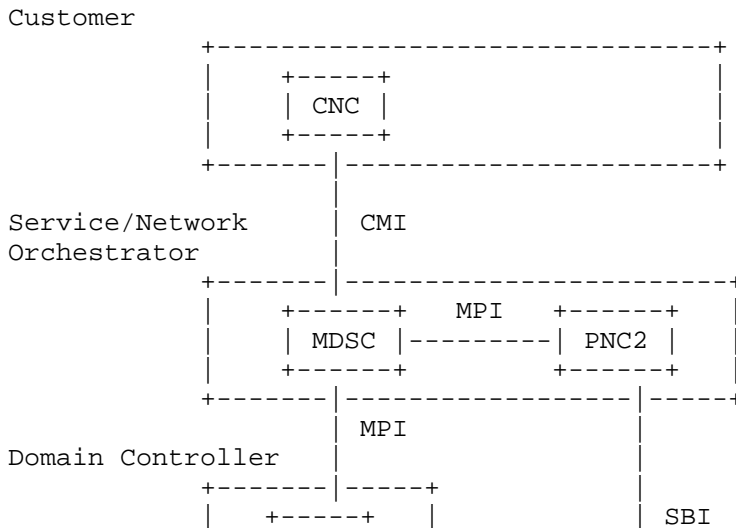 Customer
CNC
Service/Network CMI
Orchestrator
MPI
MDSC PNC2
MPI
Domain Controller
SBI